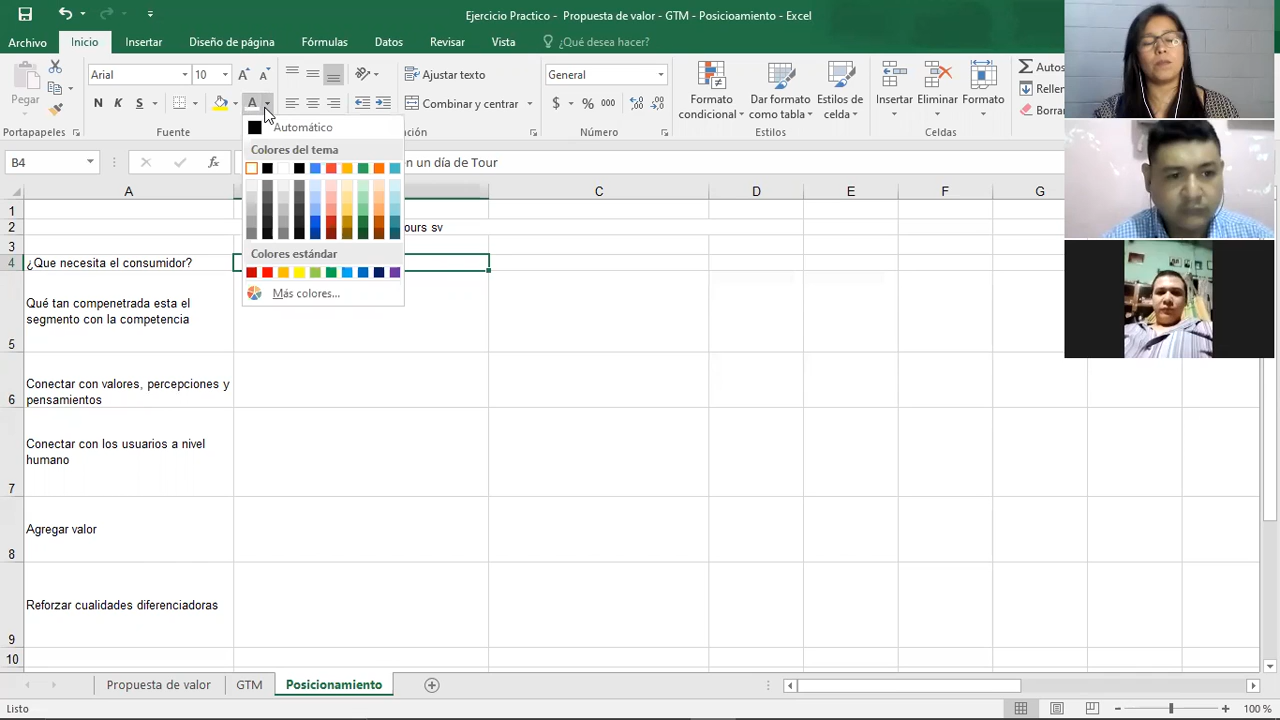 Ejercicio Practico - Propuesta de valor - GTM - Posicioamiento - Excel
Archivo Inicio Insertar Diseño de página Fórmulas Datos Revisar Vista ¿Qué desea hacer?
Pegar
Arial 10
N K S
Ajustar texto
Combinar y centrar
General
$ % 000
Formato condicional
Dar formato como tabla
Estilos de celda
Insertar Eliminar Formato
Autos
Reller
Borra
Portapapeles Fuente ación Número Estilos Celdas
B4 fx n un día de Tour
Automático
Colores del tema
Colores estándar
Más colores...
A C D E F G
1
2 ours sv
3
4 ¿Que necesita el consumidor?
Qué tan compenetrada esta el
segmento con la competencia
5
Conectar con valores, percepciones y
6 pensamientos
Conectar con los usuarios a nivel
humano
7
Agregar valor
8
Reforzar cualidades diferenciadoras
9
10
Propuesta de valor GTM Posicionamiento
Listo 100 %